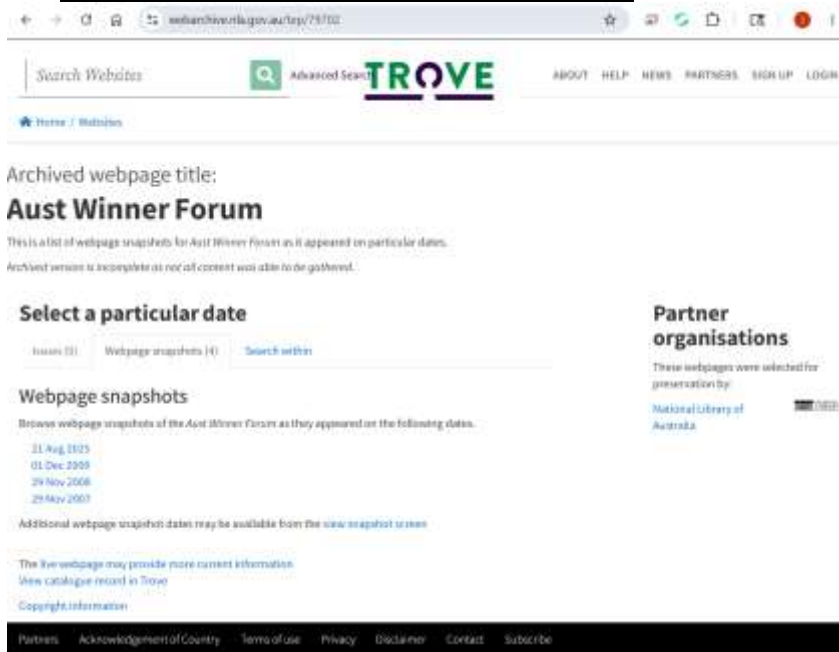 webarchive.nla.gov.au/tep/79702
Search Websites
Advanced Search
TROVE
ABOUT HELP NEWS PARTNERS SIGN UP LOGIN
Home / Websites
Archived webpage title:
Aust Winner Forum
This is a list of webpage snapshots for Aust Winner Forum as it appeared on particular dates.
Archived version is incomplete as not all content was able to be gathered.
Select a particular date
Issues (0) Webpage snapshots (4) Search within
Webpage snapshots
Browse webpage snapshots of the Aust Winner Forum as they appeared on the following dates.
21 Aug 2025
01 Dec 2009
29 Nov 2008
29 Nov 2007
Additional webpage snapshot dates may be available from the view snapshot screen
The live webpage may provide more current information
View catalogue record in Trove
Copyright information
Partner
organisations
These webpages were selected for
preservation by:
National Library of
Australia
Partners Acknowledgement of Country Terms of use Privacy Disclaimer Contact Subscribe